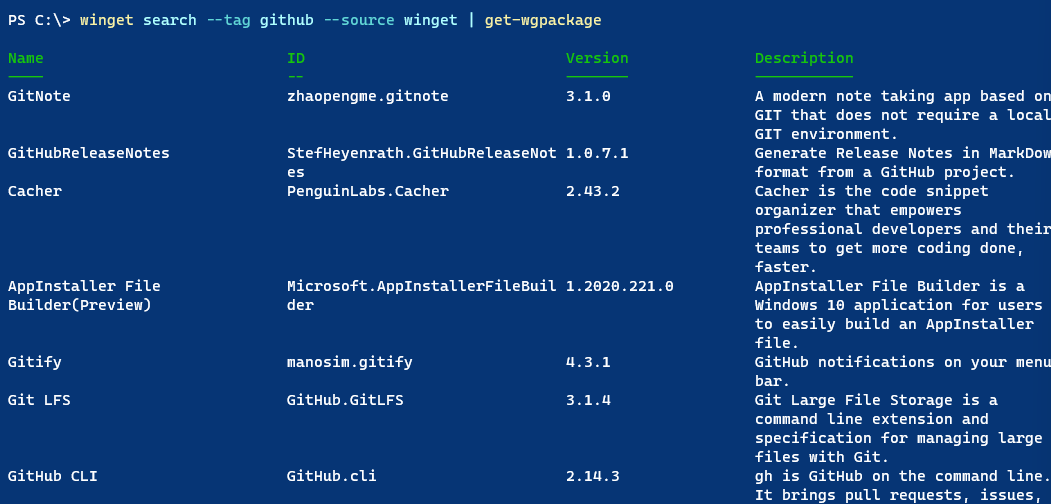 PS C:\> winget search --tag github --source winget | get-wgpackage
Name ID Version Description
---- -- ------- -----------
GitNote zhaopengme.gitnote 3.1.0 A modern note taking app based on
GIT that does not require a local
GIT environment.
GitHubReleaseNotes StefHeyenrath.GitHubReleaseNot 1.0.7.1 Generate Release Notes in MarkDow
es format from a GitHub project.
Cacher PenguinLabs.Cacher 2.43.2 Cacher is the code snippet
organizer that empowers
professional developers and their
teams to get more coding done,
faster.
AppInstaller File Microsoft.AppInstallerFileBuil 1.2020.221.0 AppInstaller File Builder is a
Builder(Preview) der Windows 10 application for users
to easily build an AppInstaller
file.
Gitify manosim.gitify 4.3.1 GitHub notifications on your menu
bar.
Git LFS GitHub.GitLFS 3.1.4 Git Large File Storage is a
command line extension and
specification for managing large
files with Git.
GitHub CLI GitHub.cli 2.14.3 gh is GitHub on the command line.
It brings pull requests, issues,